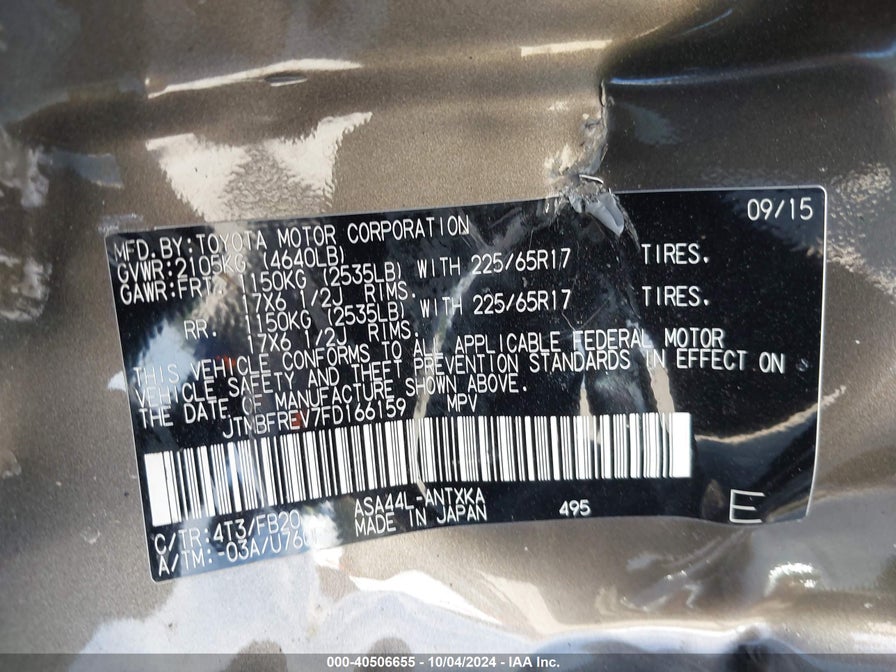 09/15
MFD.BY:TOYOTA MOTOR CORPORATION
GVWR:2105KG (4640LB)
GAWR:FRT. 1150KG (2535LB) WITH 225/65R17 TIRES.
17X6 1/2J RIMS.
RR. 1150KG (2535LB) WITH 225/65R17 TIRES.
17X6 1/2J RIMS.
THIS VEHICLE CONFORMS TO ALL APPLICABLE FEDERAL MOTOR
VEHICLE SAFETY AND THEFT PREVENTION STANDARDS IN EFFECT ON
THE DATE OF MANUFACTURE SHOWN ABOVE.
JTMBFREV7FD166159 MPV
C/TR:4T3/FB20 ASA44L-ANTXKA 495 E
A/TM:-03A/U760 MADE IN JAPAN
000-40506655 - 10/04/2024 - IAA Inc.